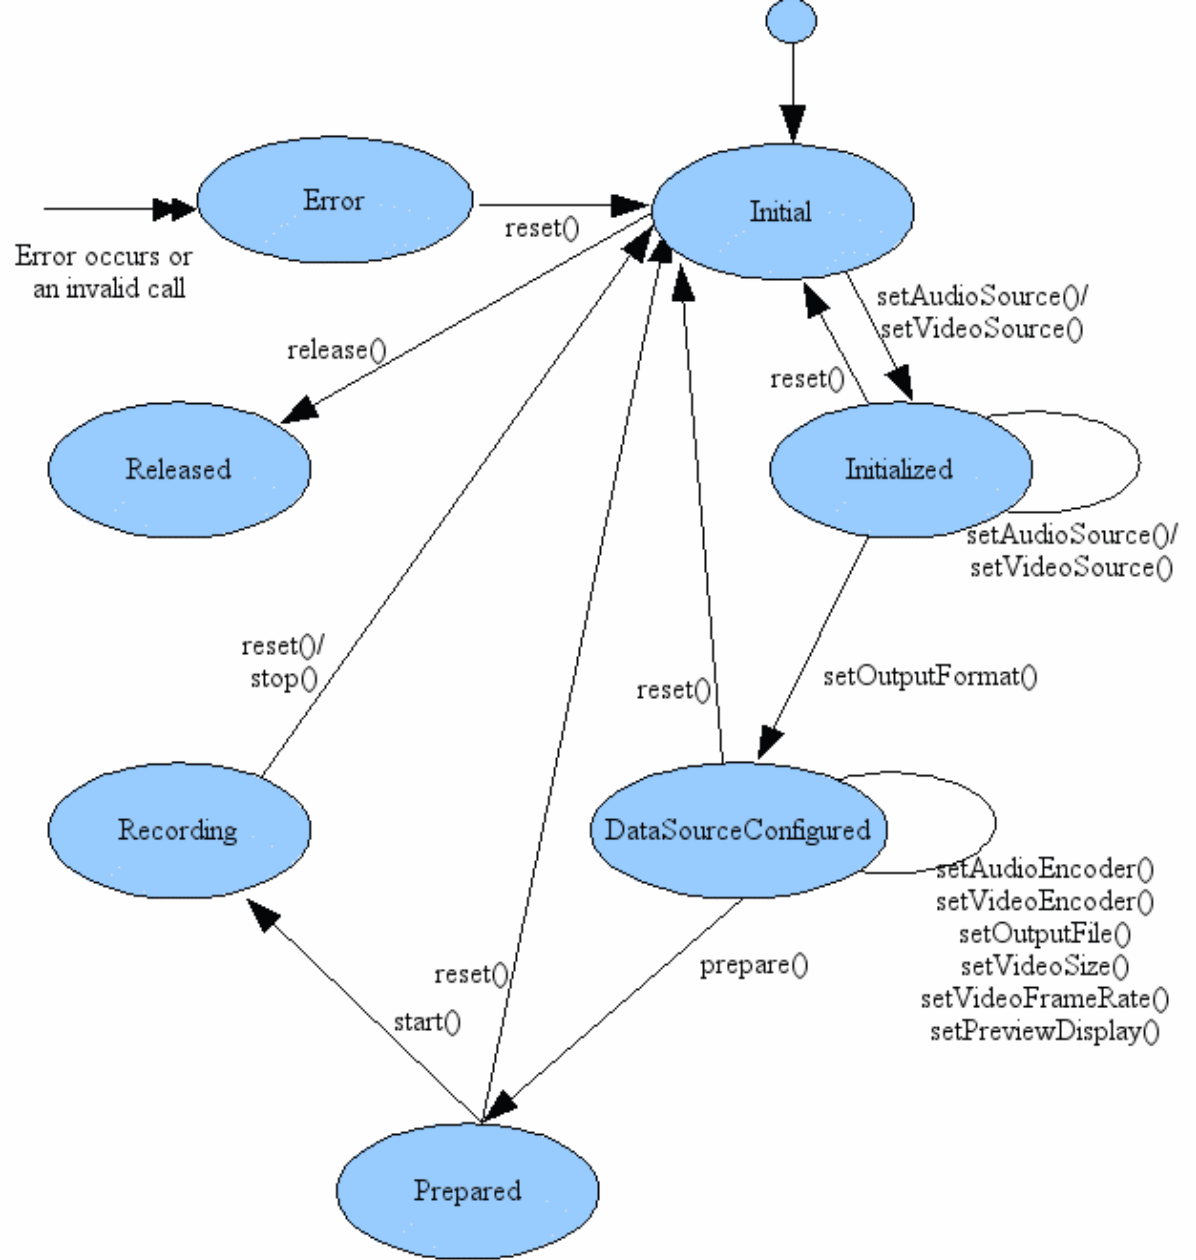 Error
Initial
reset()
Error occurs or
an invalid call
setAudioSource()/
setVideoSource()
release()
reset()
Released
Initialized
setAudioSource()/
setVideoSource()
reset()/
stop()
reset()
setOutputFormat()
Recording
DataSourceConfigured
setAudioEncoder()
setVideoEncoder()
setOutputFile()
setVideoSize()
setVideoFrameRate()
setPreviewDisplay()
reset()
prepare()
start()
Prepared